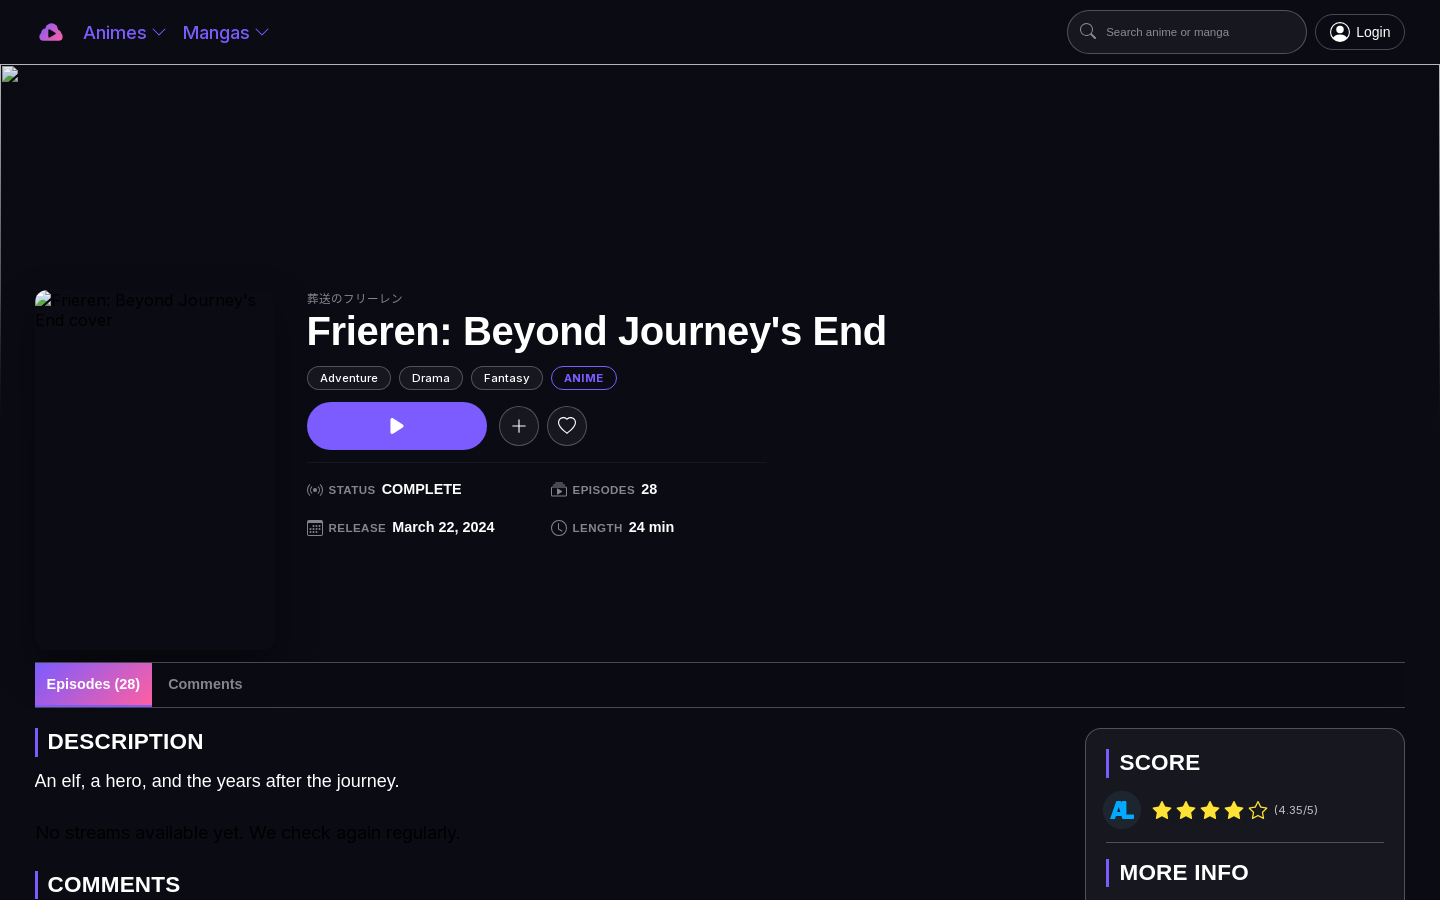 Animes
Mangas
Search anime or manga
Login
Frieren: Beyond Journey's
End cover
葬送のフリーレン
Frieren: Beyond Journey's End
Adventure
Drama
Fantasy
ANIME
STATUS COMPLETE
EPISODES 28
RELEASE March 22, 2024
LENGTH 24 min
Episodes (28)
Comments
DESCRIPTION
An elf, a hero, and the years after the journey.
No streams available yet. We check again regularly.
COMMENTS
SCORE
AL
(4.35/5)
MORE INFO